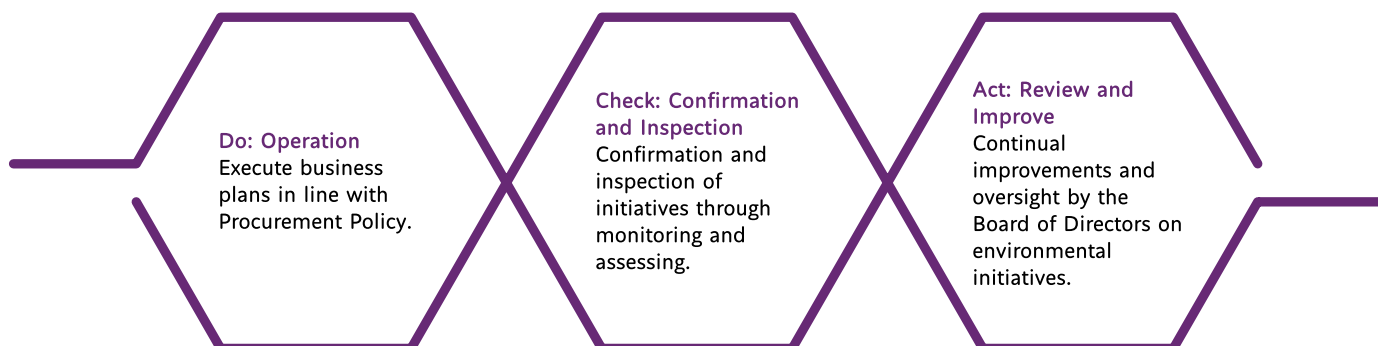 Do: Operation
Execute business
plans in line with
Procurement Policy.
Check: Confirmation
and Inspection
Confirmation and
inspection of
initiatives through
monitoring and
assessing.
Act: Review and
Improve
Continual
improvements and
oversight by the
Board of Directors on
environmental
initiatives.